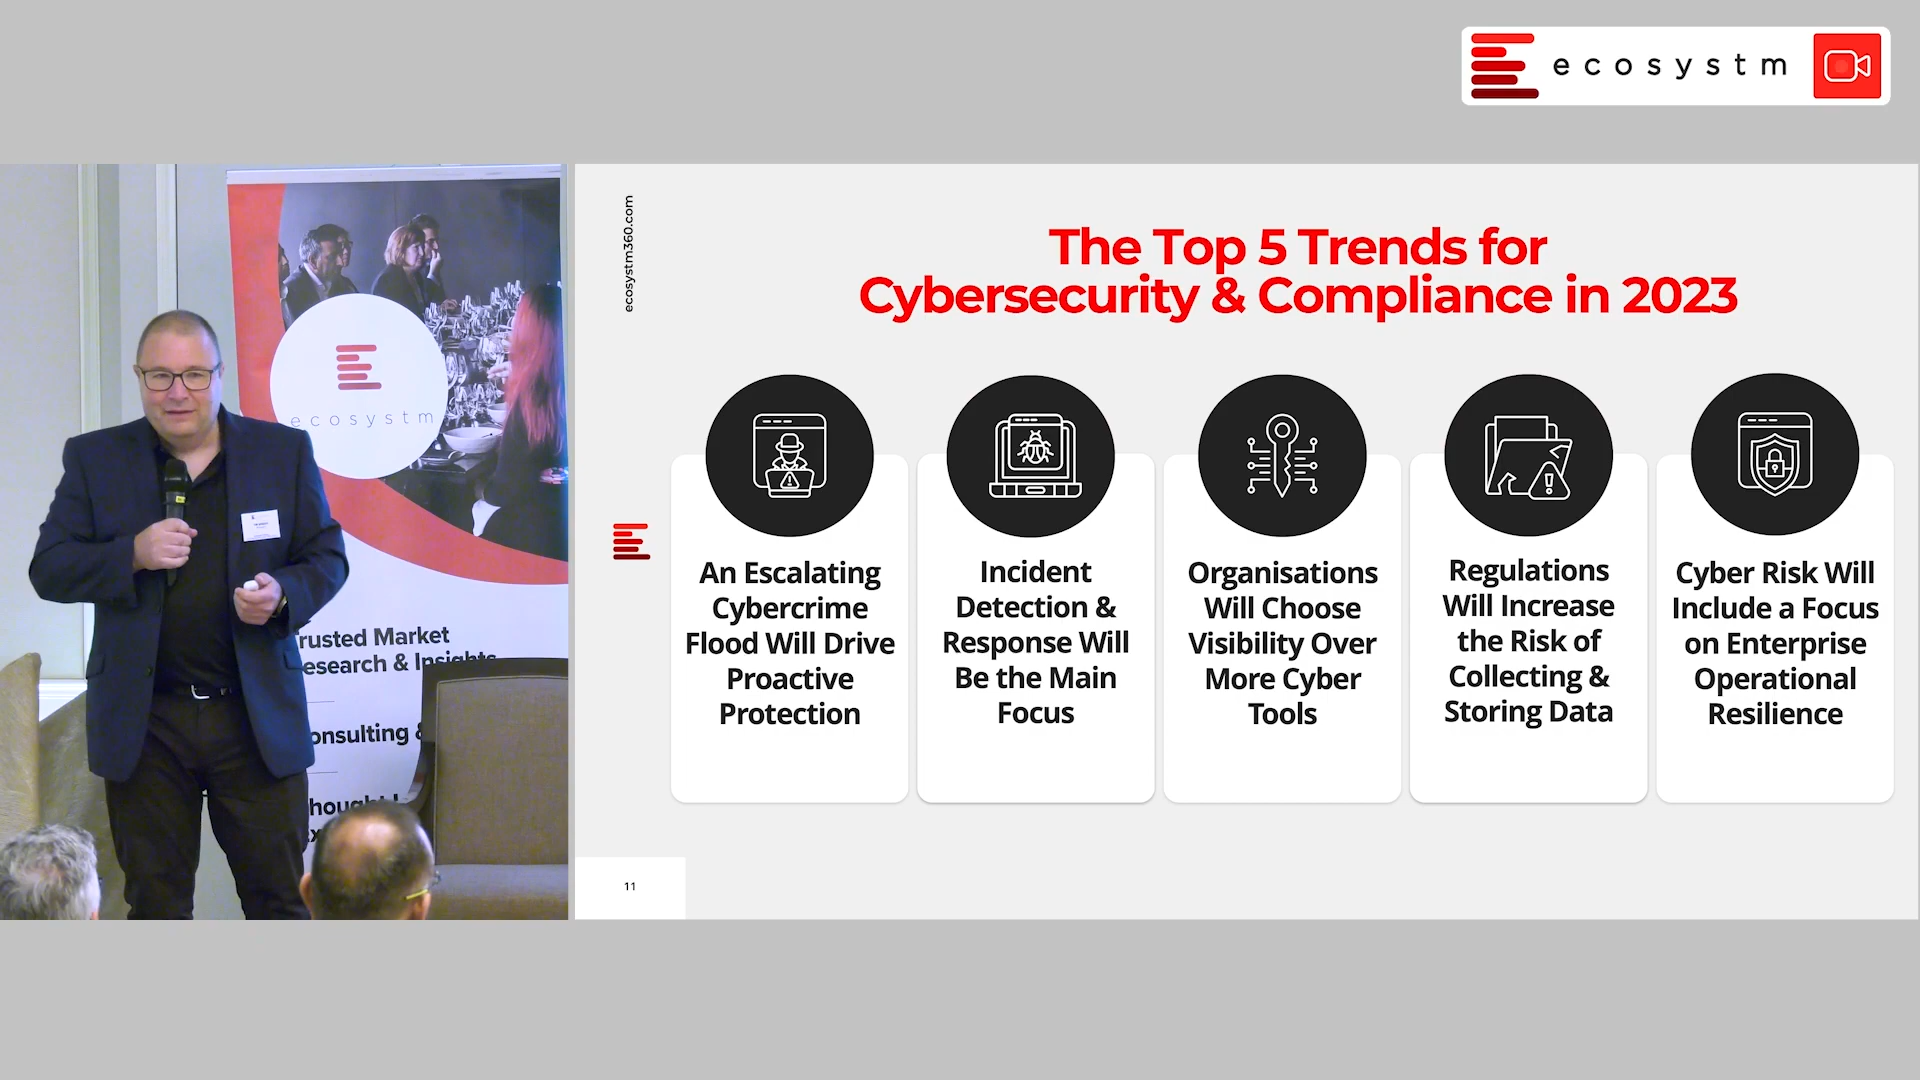 ecosystm
ecosystm
rusted Market
esearch & Insights
onsulting &
ecosystm360.com
The Top 5 Trends for
Cybersecurity & Compliance in 2023
An Escalating
Cybercrime
Flood Will Drive
Proactive
Protection
Incident
Detection &
Response Will
Be the Main
Focus
Organisations
Will Choose
Visibility Over
More Cyber
Tools
Regulations
Will Increase
the Risk of
Collecting &
Storing Data
Cyber Risk Will
Include a Focus
on Enterprise
Operational
Resilience
11